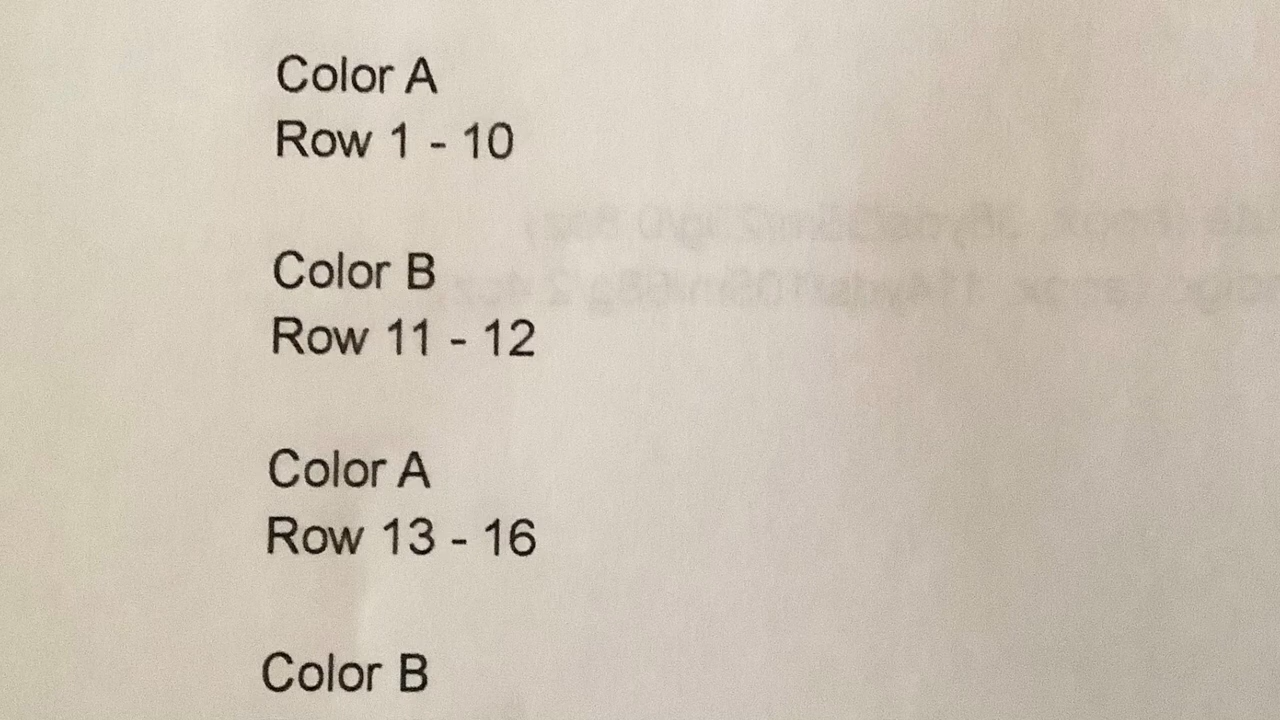 Color A
Row 1 - 10
Color B
Row 11 - 12
Color A
Row 13 - 16
Color B